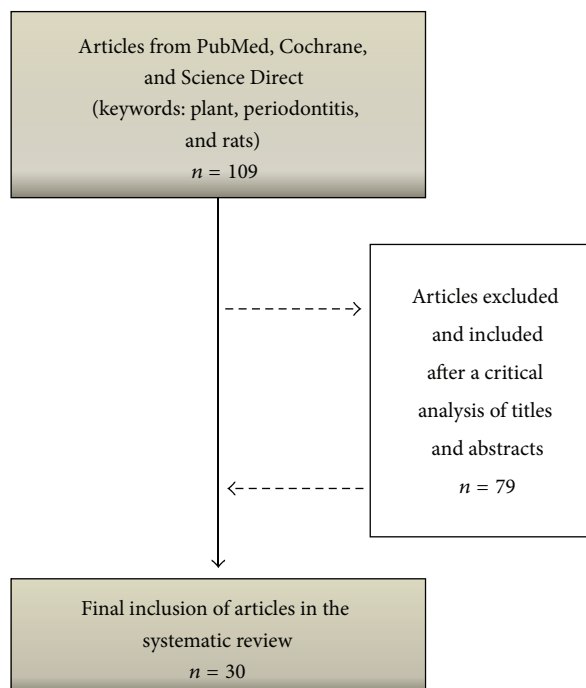 Articles from PubMed, Cochrane,
and Science Direct
(keywords: plant, periodontitis,
and rats)
n = 109
Articles excluded
and included
after a critical
analysis of titles
and abstracts
n = 79
Final inclusion of articles in the
systematic review
n = 30